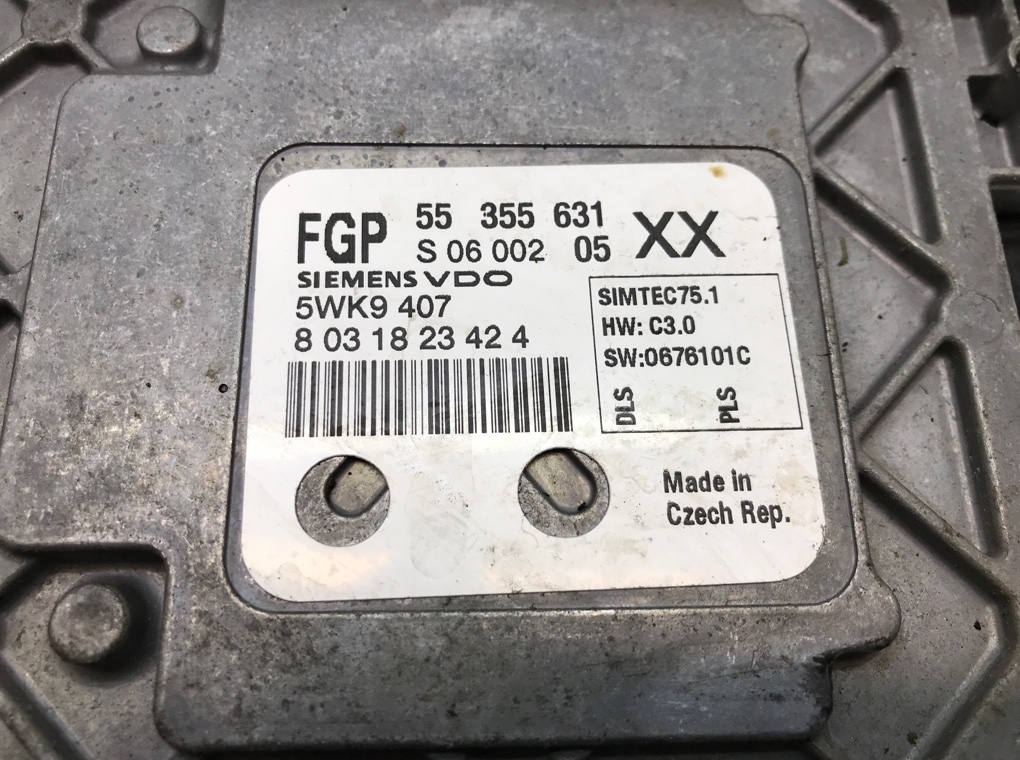 FGP 55 355 631 XX
S 06 002 05
SIEMENS VDO
5WK9 407
8 03 18 23 42 4
SIMTEC75.1
HW: C3.0
SW:0676101C
DLS PLS
Made in
Czech Rep.